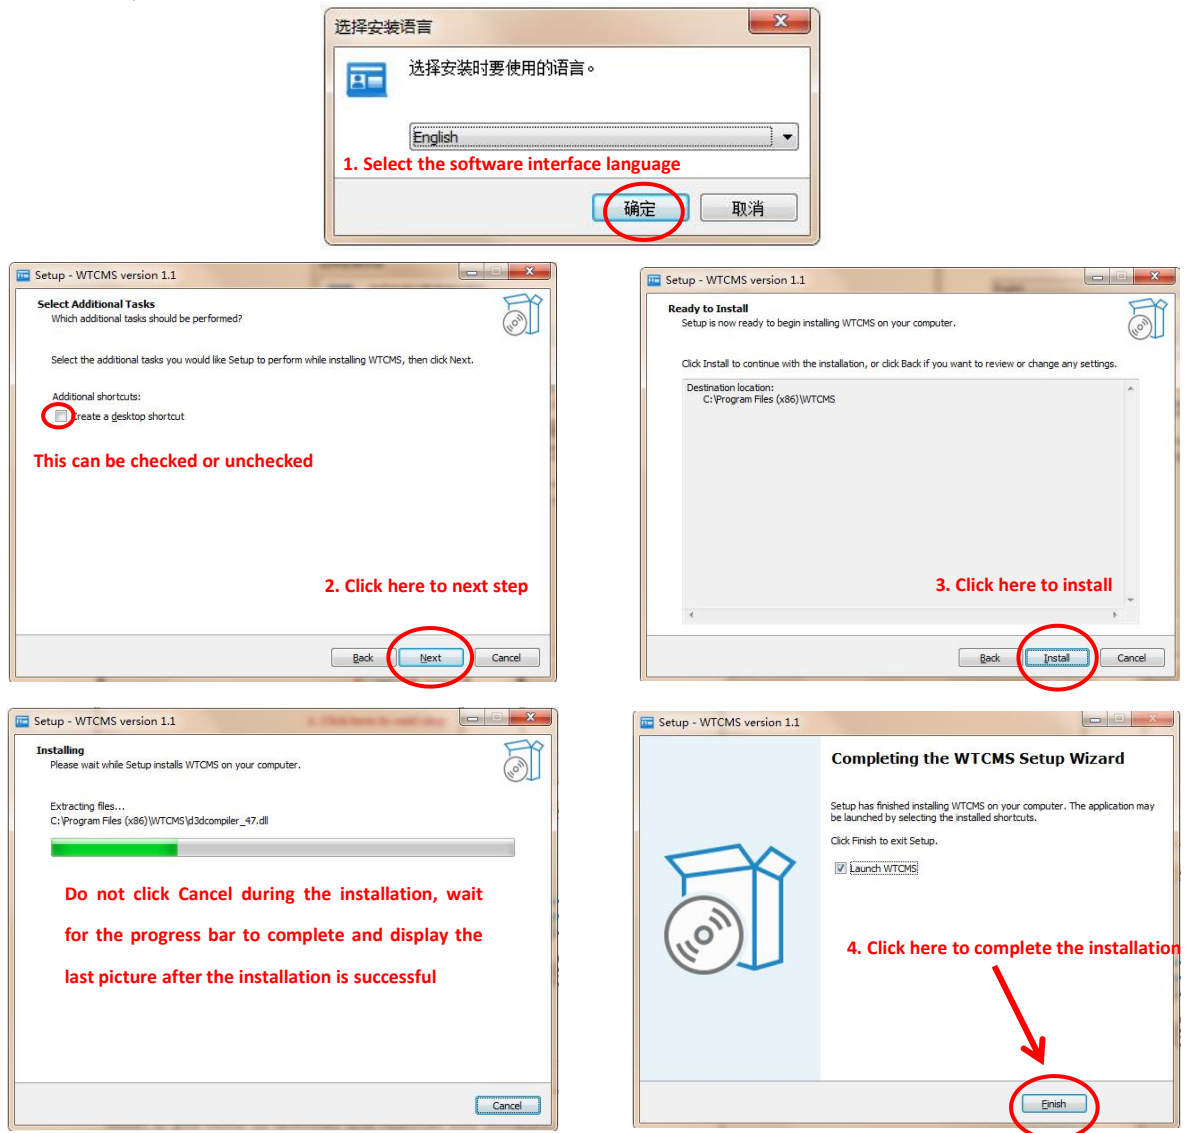 选择安装语言
选择安装时要使用的语言。
English
1. Select the software interface language
确定
取消
Setup - WTCMS version 1.1
Select Additional Tasks
Which additional tasks should be performed?
Select the additional tasks you would like Setup to perform while installing WTCMS, then click Next.
Additional shortcuts:
Create a desktop shortcut
This can be checked or unchecked
2. Click here to next step
Back
Next
Cancel
Setup - WTCMS version 1.1
Ready to Install
Setup is now ready to begin installing WTCMS on your computer.
Click Install to continue with the installation, or click Back if you want to review or change any settings.
Destination location:
C:\Program Files (x86)\WTCMS
3. Click here to install
Back
Install
Cancel
Setup - WTCMS version 1.1
Installing
Please wait while Setup installs WTCMS on your computer.
Extracting files...
C:\Program Files (x86)\WTCMS\d3dcompiler_47.dll
Do not click Cancel during the installation, wait
for the progress bar to complete and display the
last picture after the installation is successful
Cancel
Setup - WTCMS version 1.1
Completing the WTCMS Setup Wizard
Setup has finished installing WTCMS on your computer. The application may
be launched by selecting the installed shortcuts.
Click Finish to exit Setup.
Launch WTCMS
4. Click here to complete the installation
Finish